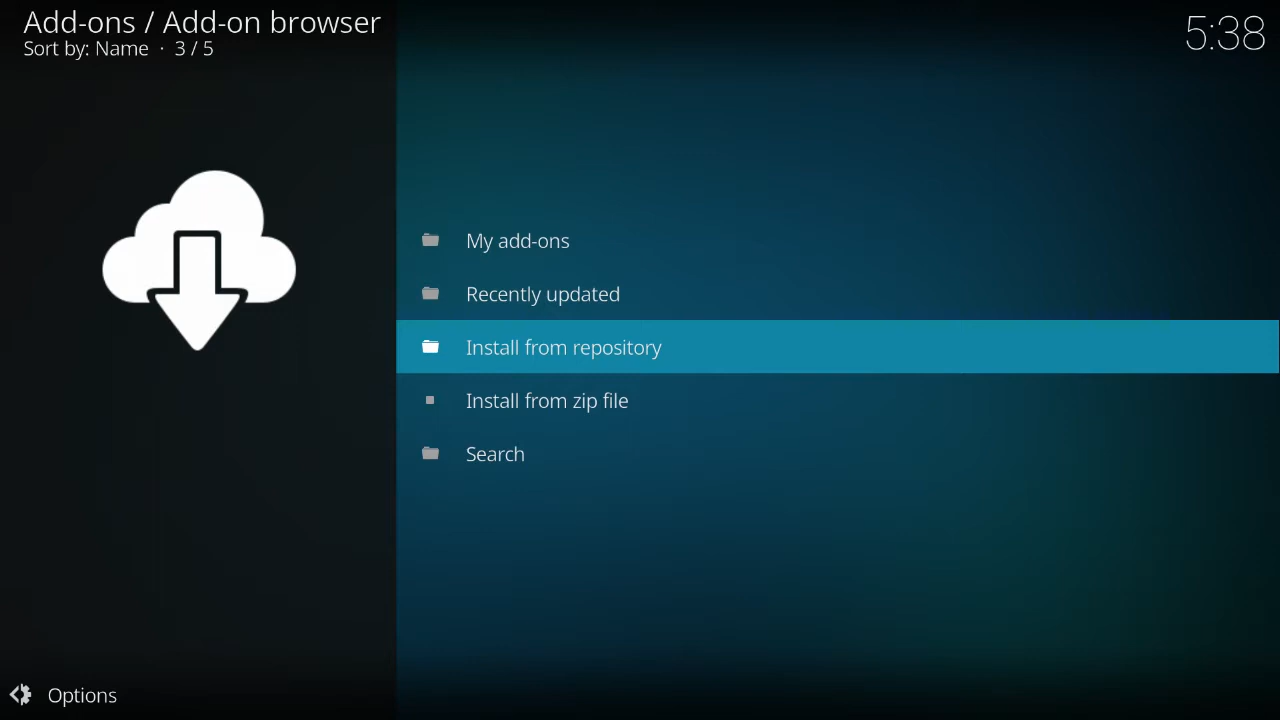 Add-ons / Add-on browser
Sort by: Name · 3 / 5
5:38
My add-ons
Recently updated
Install from repository
Install from zip file
Search
Options